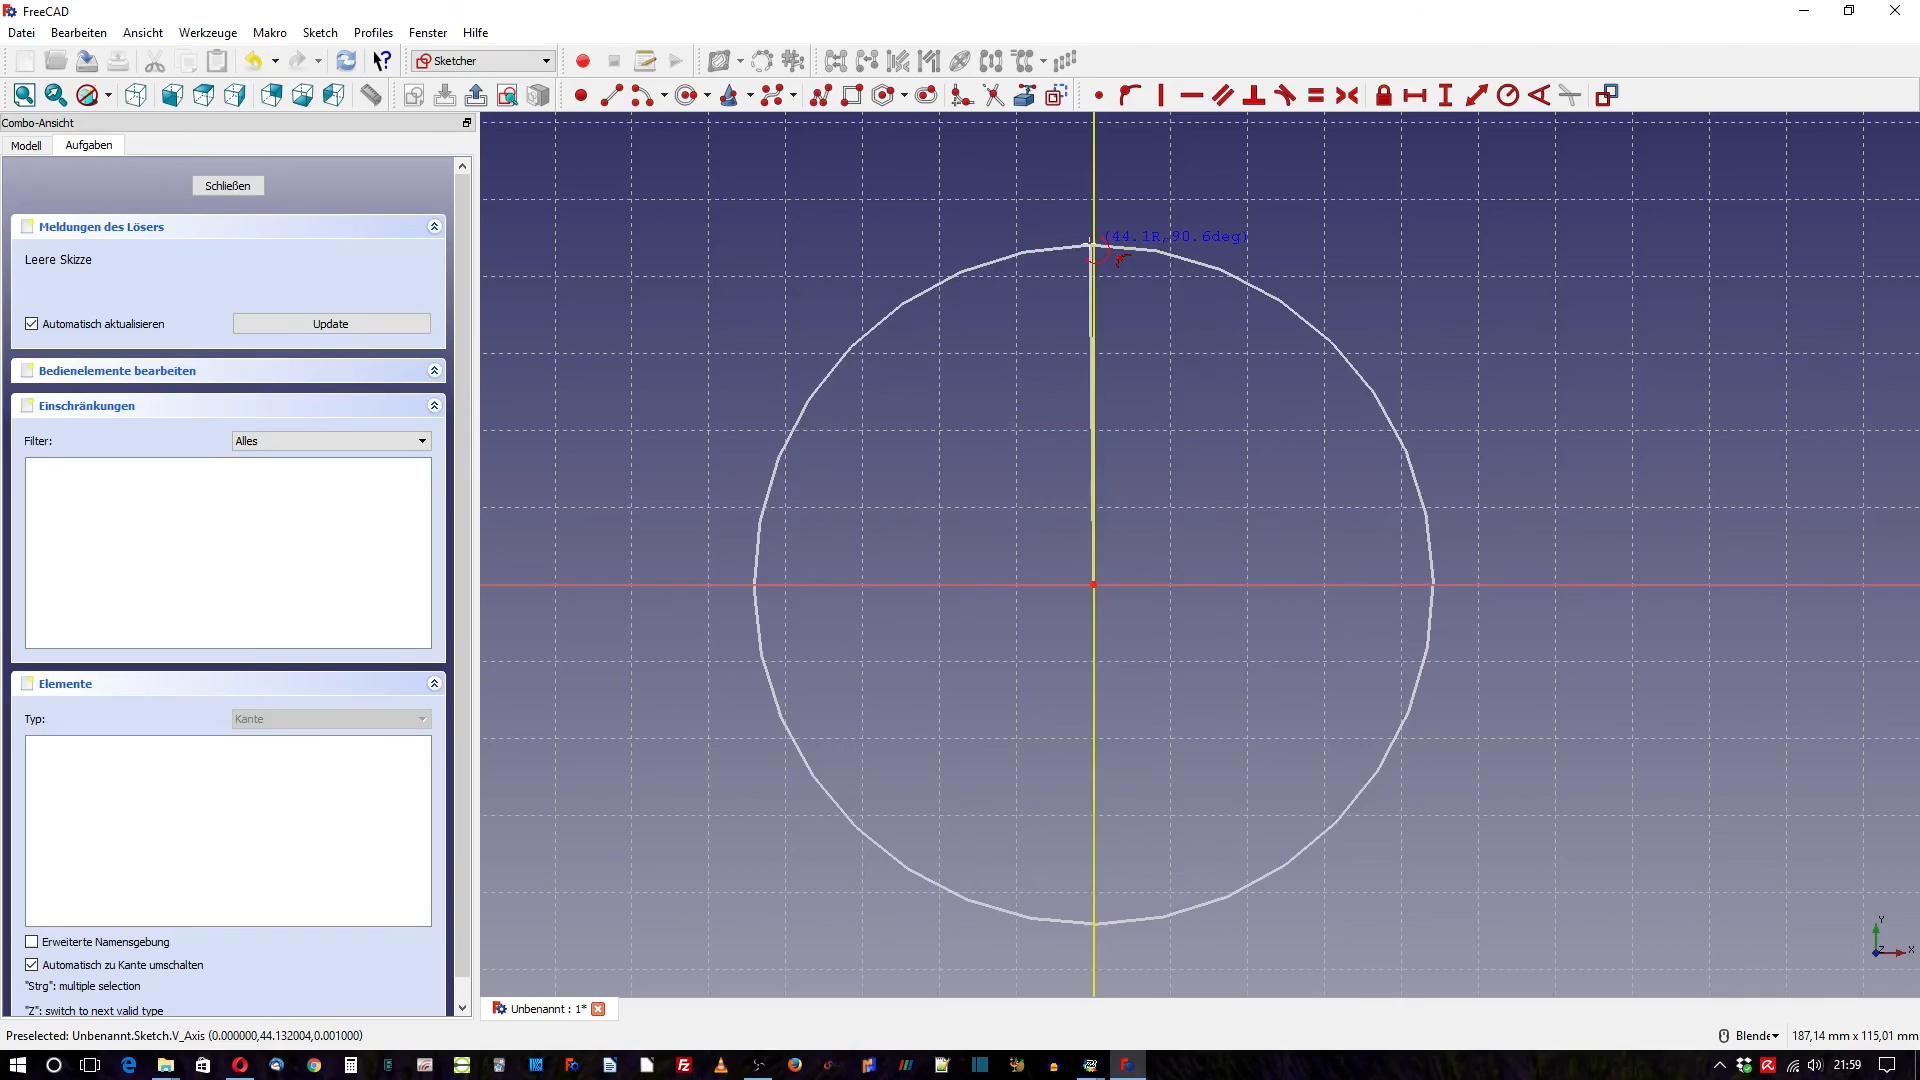 FreeCAD
Datei Bearbeiten Ansicht Werkzeuge Makro Sketch Profiles Fenster Hilfe
Sketcher
Combo-Ansicht
Modell Aufgaben
Schließen
Meldungen des Lösers
Leere Skizze
Automatisch aktualisieren Update
Bedienelemente bearbeiten
Einschränkungen
Filter: Alles
Elemente
Typ: Kante
Erweiterte Namensgebung
Automatisch zu Kante umschalten
"Strg": multiple selection
"Z": switch to next valid type
(44.1R,90.6deg)
Y
Z X
Unbenannt : 1*
Preselected: Unbenannt.Sketch.V_Axis (0.000000,44.132004,0.001000)
Blende 187,14 mm x 115,01 mm
21:59